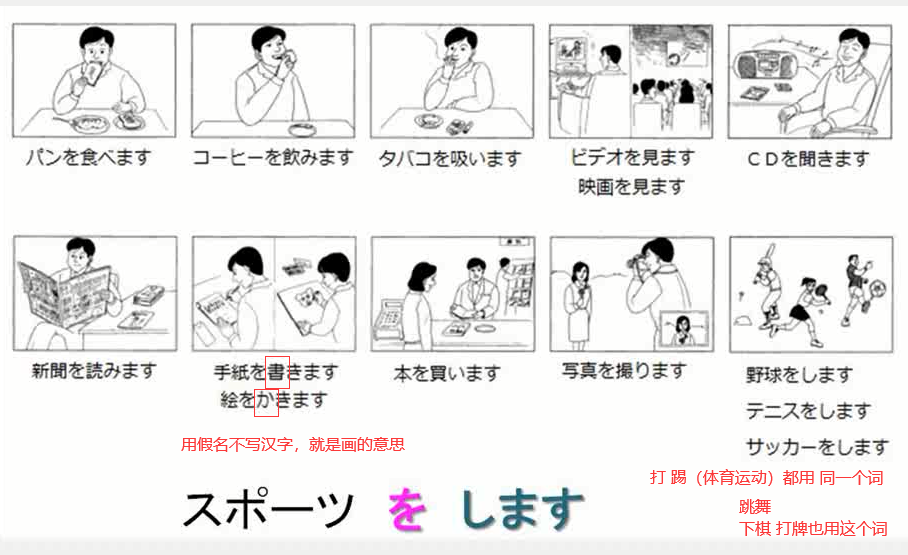 パンを食べます
コーヒーを飲みます
タバコを吸います
ビデオを見ます
映画を見ます
ＣＤを聞きます
新聞を読みます
手紙を書きます
絵をかきます
本を買います
写真を撮ります
野球をします
テニスをします
サッカーをします
用假名不写汉字，就是画的意思
打 踢（体育运动）都用 同一个词
跳舞
下棋 打牌也用这个词
スポーツ を します